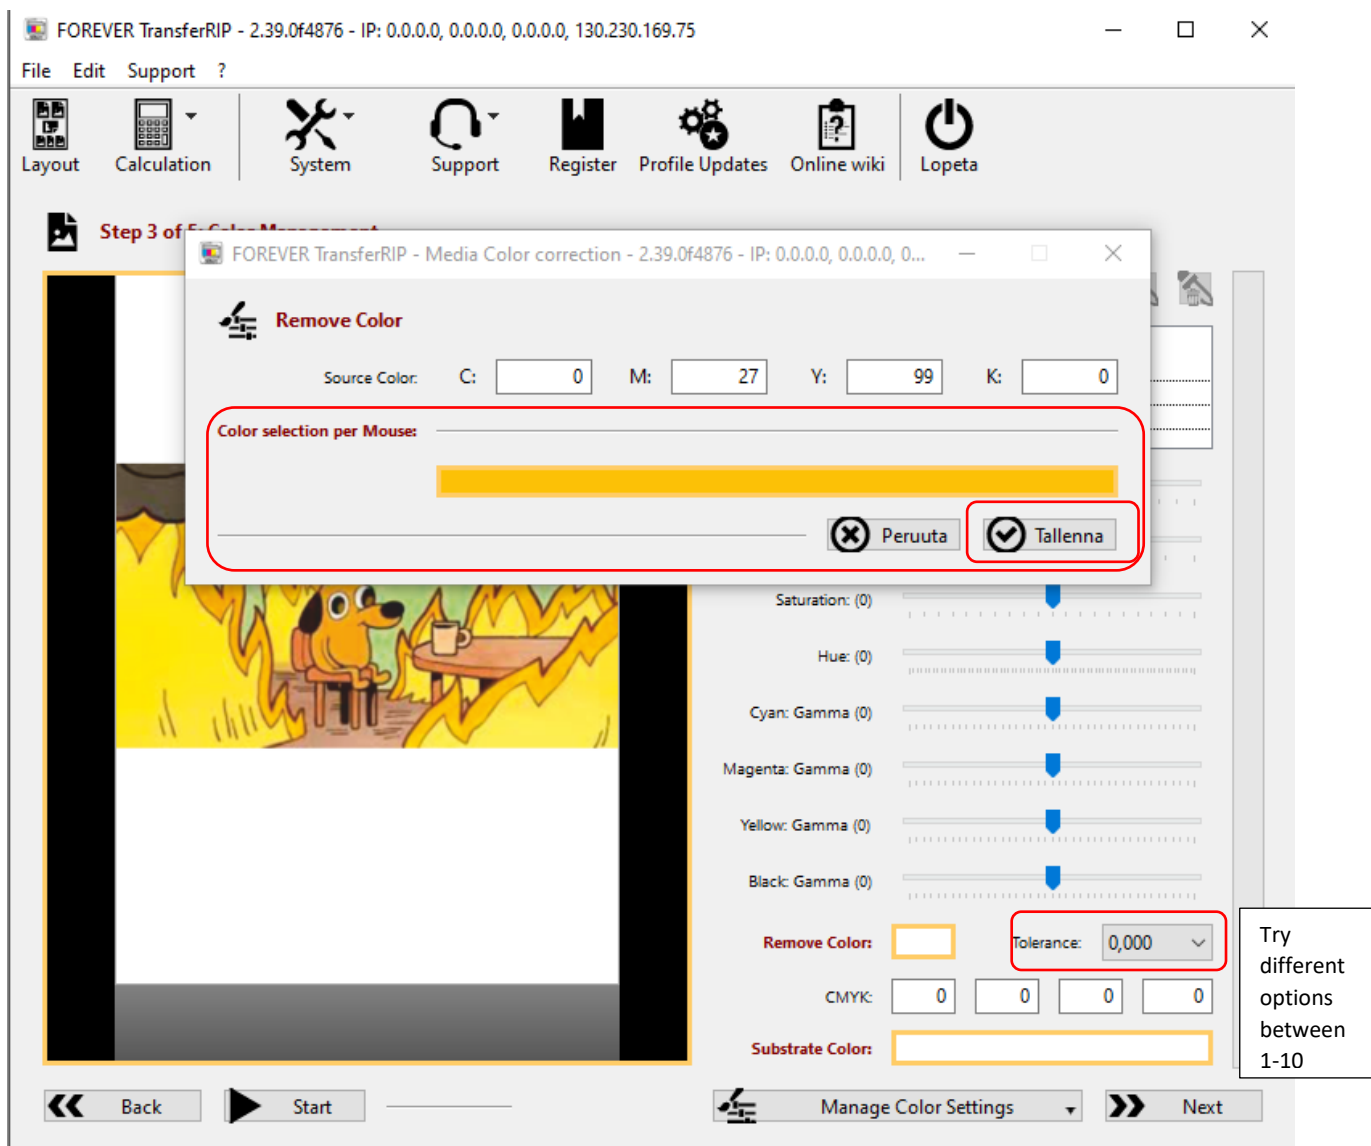 FOREVER TransferRIP - 2.39.0f4876 - IP: 0.0.0.0, 0.0.0.0, 0.0.0.0, 130.230.169.75
File Edit Support ?
Layout Calculation System Support Register Profile Updates Online wiki Lopeta
Step 3 of 5: Color Management
FOREVER TransferRIP - Media Color correction - 2.39.0f4876 - IP: 0.0.0.0, 0.0.0.0, 0...
Remove Color
Source Color: C: 0 M: 27 Y: 99 K: 0
Color selection per Mouse:
Peruuta Tallenna
Saturation: (0)
Hue: (0)
Cyan: Gamma (0)
Magenta: Gamma (0)
Yellow: Gamma (0)
Black: Gamma (0)
Remove Color: Tolerance: 0,000
CMYK: 0 0 0 0
Substrate Color:
Try
different
options
between
1-10
Back Start Manage Color Settings Next